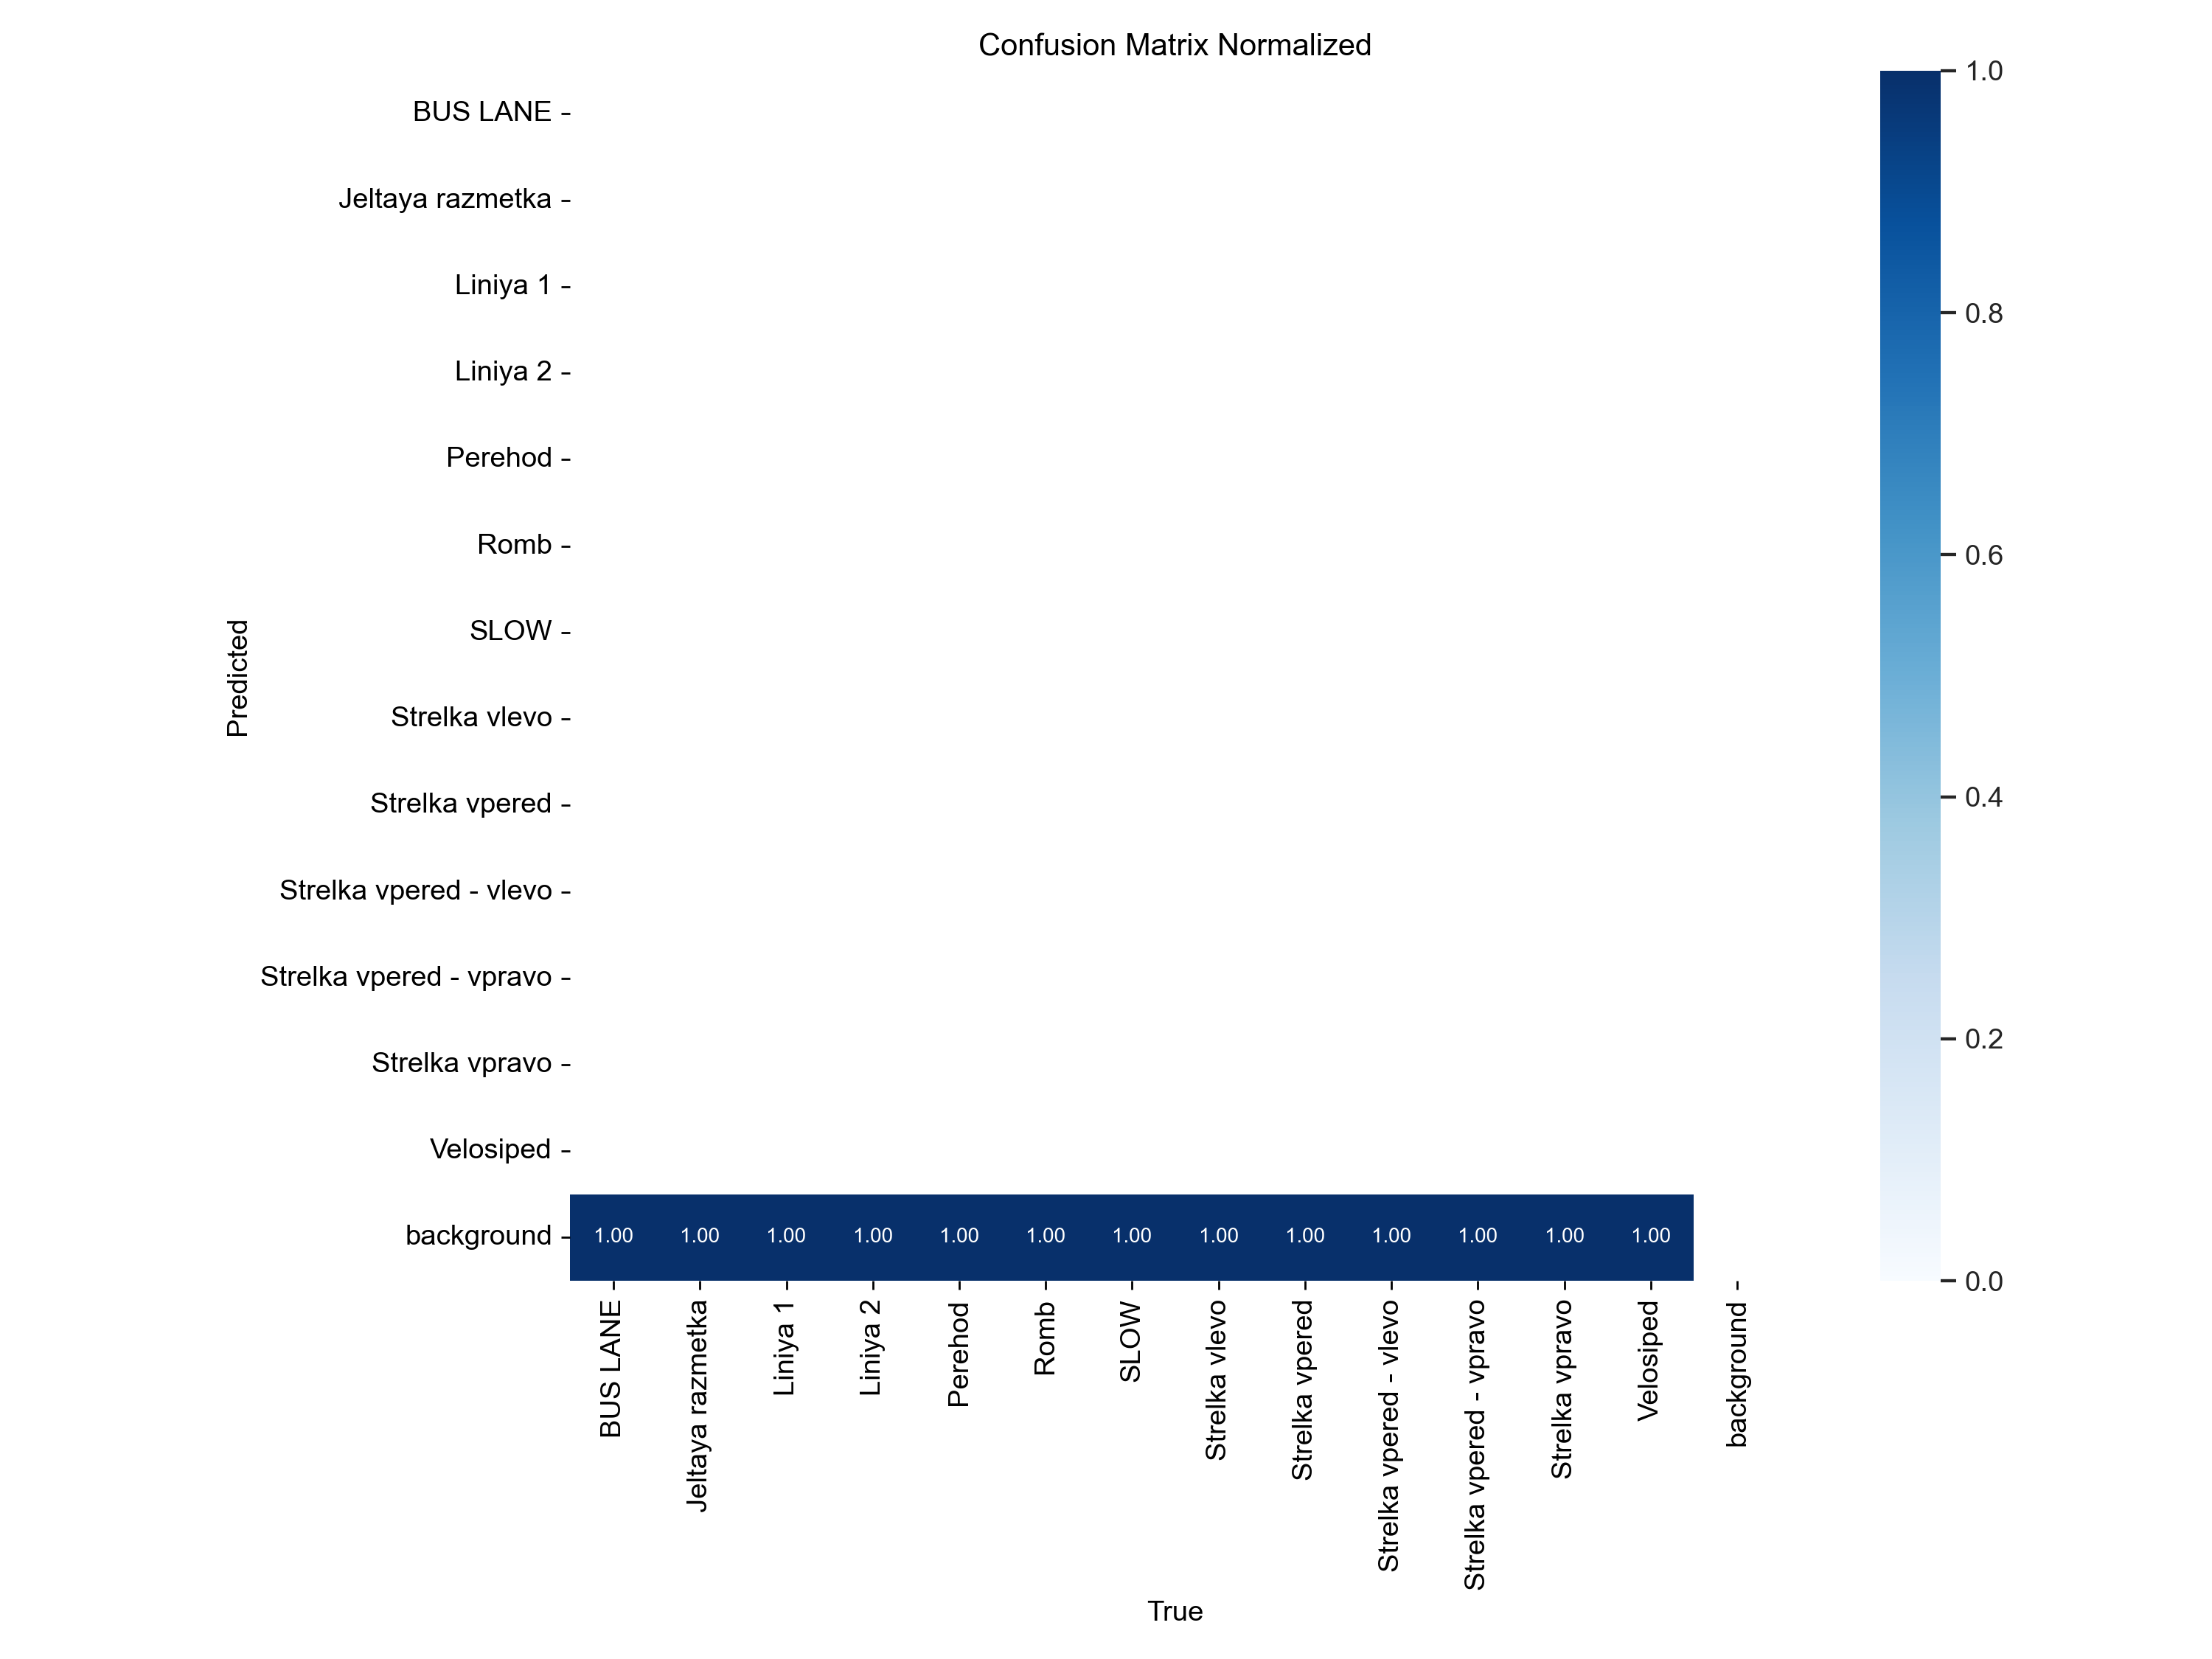 Confusion Matrix Normalized
BUS LANE
Jeltaya razmetka
Liniya 1
Liniya 2
Perehod
Romb
SLOW
Strelka vlevo
Strelka vpered
Strelka vpered - vlevo
Strelka vpered - vpravo
Strelka vpravo
Velosiped
background
Predicted
1.00 1.00 1.00 1.00 1.00 1.00 1.00 1.00 1.00 1.00 1.00 1.00 1.00
BUS LANE
Jeltaya razmetka
Liniya 1
Liniya 2
Perehod
Romb
SLOW
Strelka vlevo
Strelka vpered
Strelka vpered - vlevo
Strelka vpered - vpravo
Strelka vpravo
Velosiped
background
True
1.0
0.8
0.6
0.4
0.2
0.0